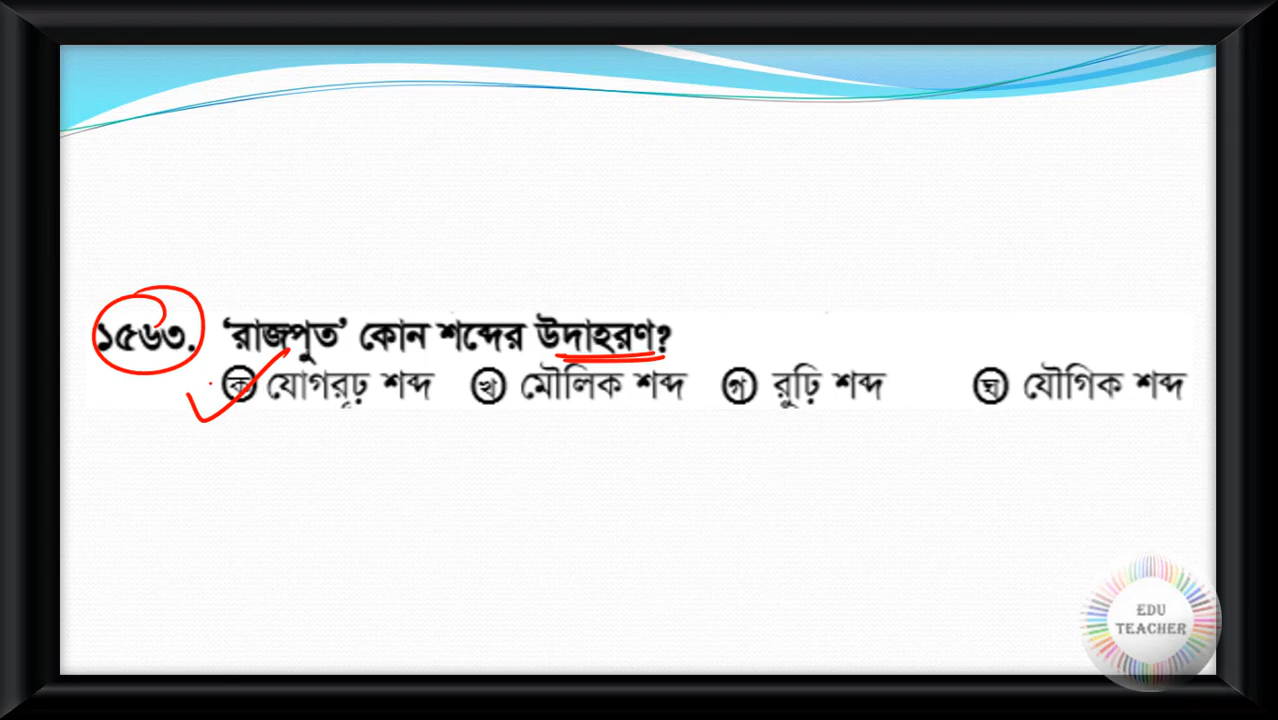 ১৫৬৩. ‘রাজপুত’ কোন শব্দের উদাহরণ?
ক যোগরূঢ় শব্দ খ মৌলিক শব্দ গ রুঢ়ি শব্দ ঘ যৌগিক শব্দ
EDU
TEACHER